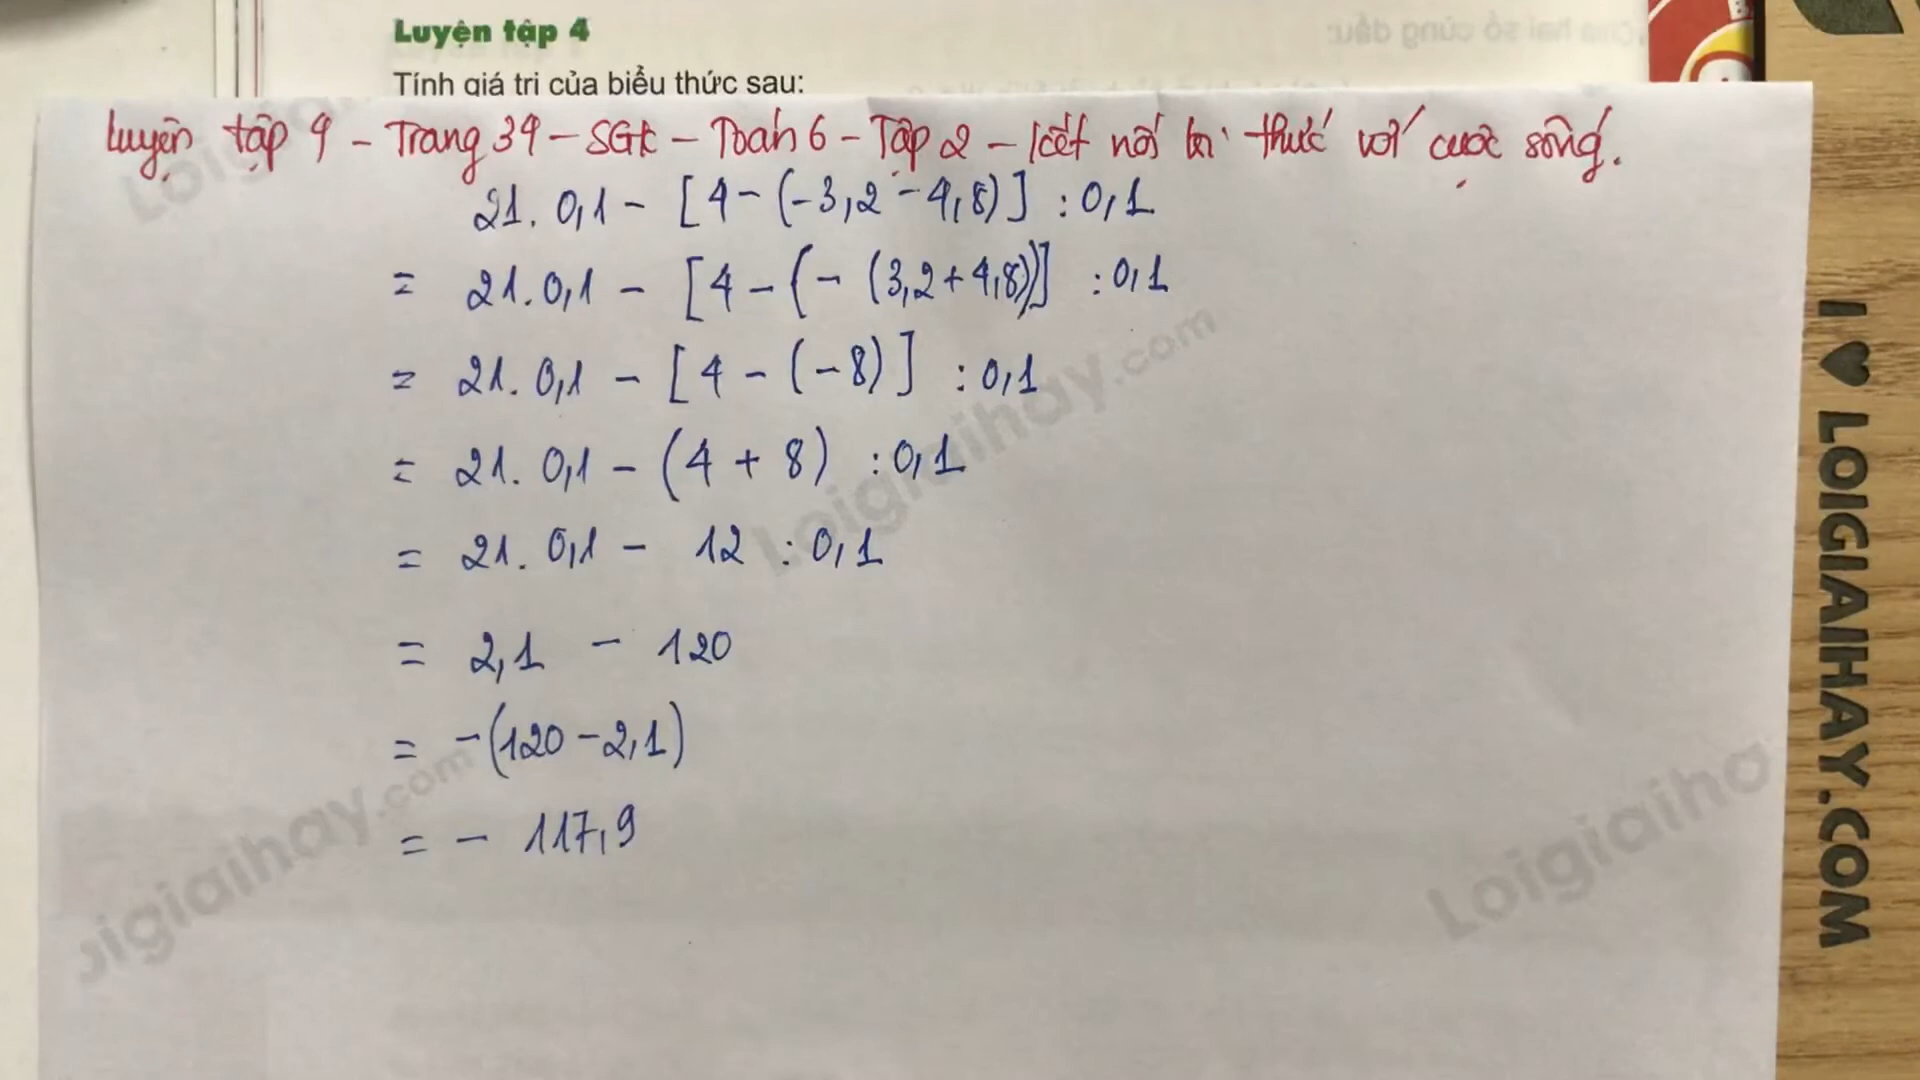 Luyện tập 4
Tính giá trị của biểu thức sau:
Luyện tập 4 - Trang 34 - SGK - Toán 6 - Tập 2 - Kết nối tri thức với cuộc sống.
21. 0,1 - [4 - (-3,2 - 4,8)] : 0,1
= 21. 0,1 - [4 - (- (3,2 + 4,8))] : 0,1
= 21. 0,1 - [4 - (-8)] : 0,1
= 21. 0,1 - (4 + 8) : 0,1
= 21. 0,1 - 12 : 0,1
= 2,1 - 120
= -(120 - 2,1)
= - 117,9
I ♥ LOIGIAIHAY.COM
Loigiaihay.com